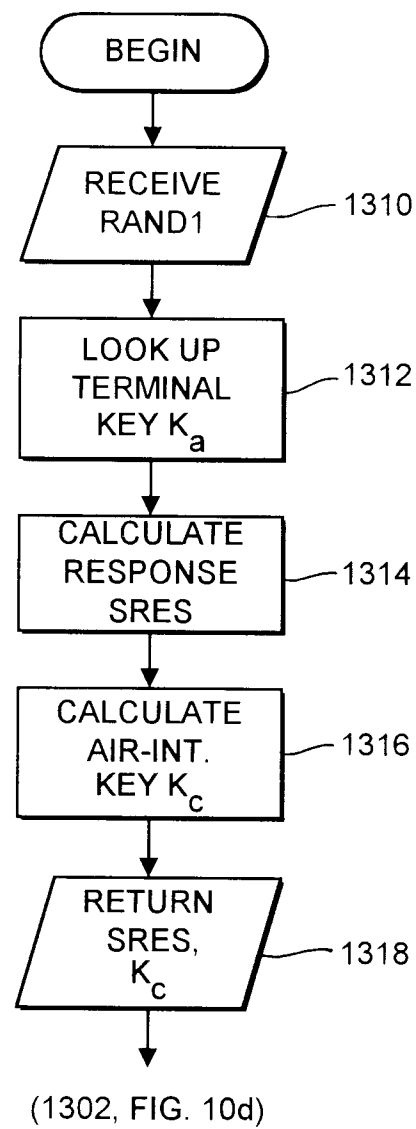 BEGIN
RECEIVE
RAND1
1310
LOOK UP
TERMINAL
KEY Ka
1312
CALCULATE
RESPONSE
SRES
1314
CALCULATE
AIR-INT.
KEY Kc
1316
RETURN
SRES,
Kc
1318
(1302, FIG. 10d)